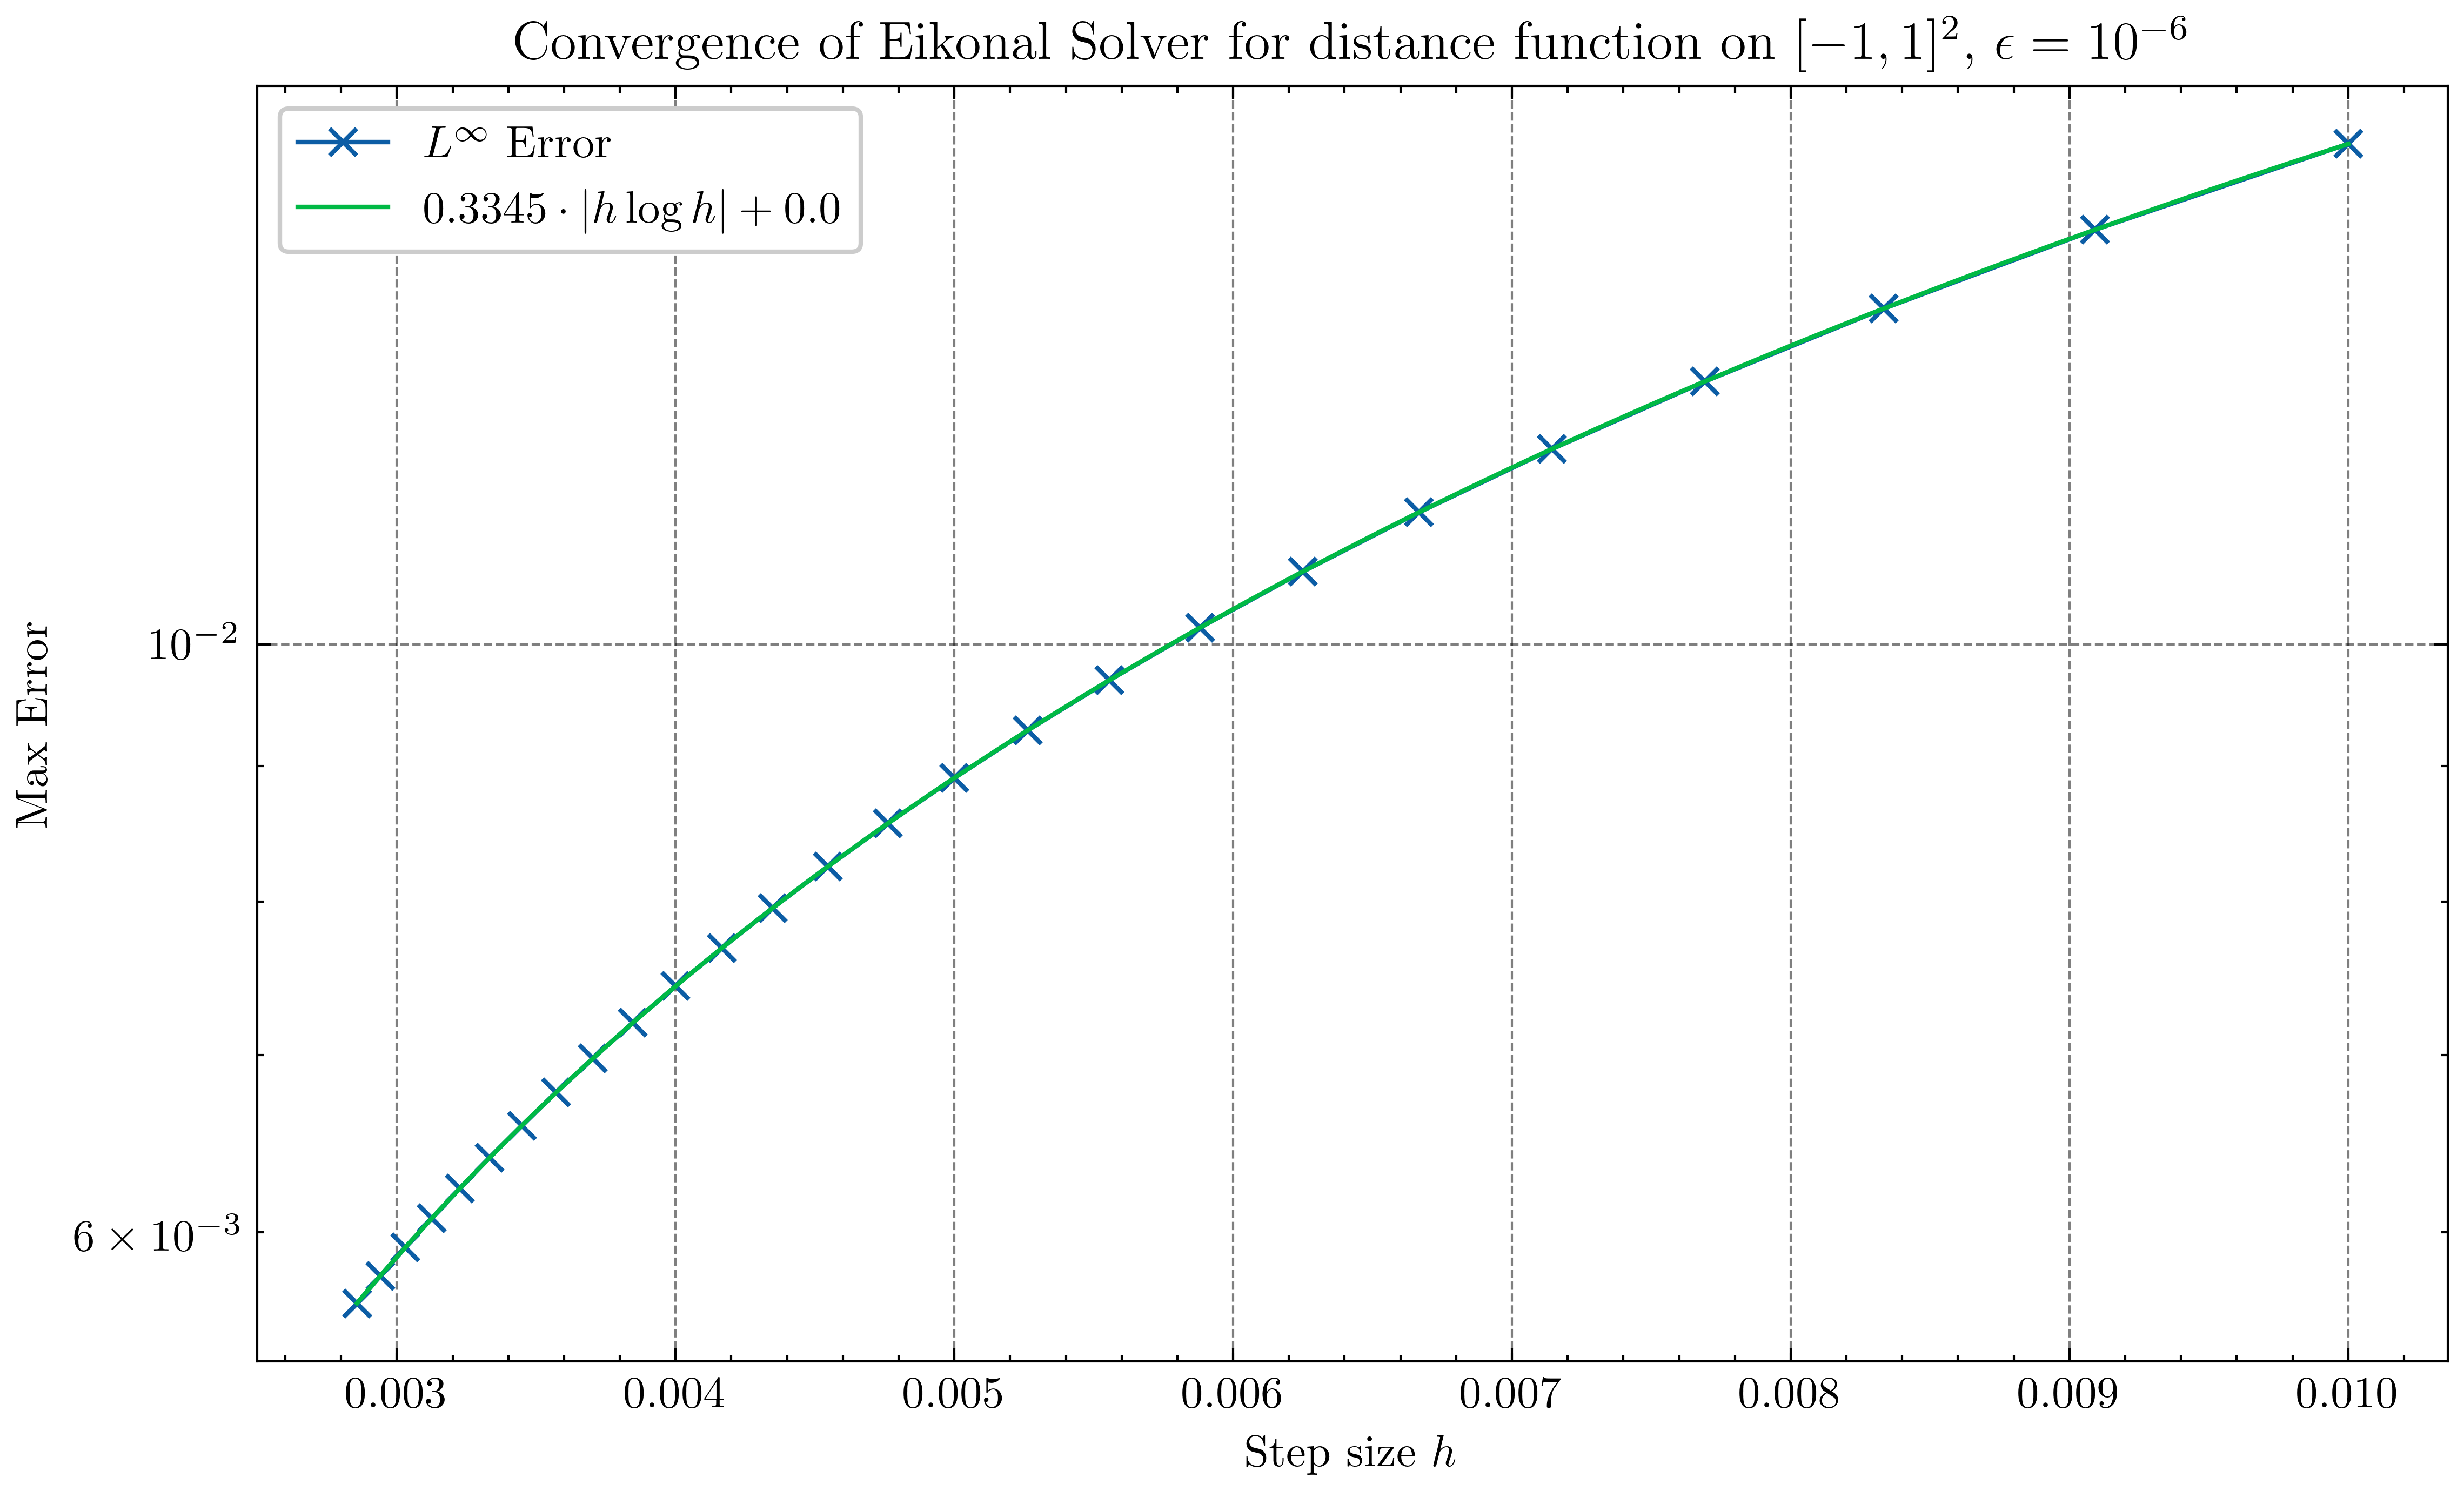 Convergence of Eikonal Solver for distance function on [−1, 1]², ϵ = 10⁻⁶
L^∞ Error
0.3345 · |h log h| + 0.0
Max Error
10⁻²
6 × 10⁻³
0.003 0.004 0.005 0.006 0.007 0.008 0.009 0.010
Step size h